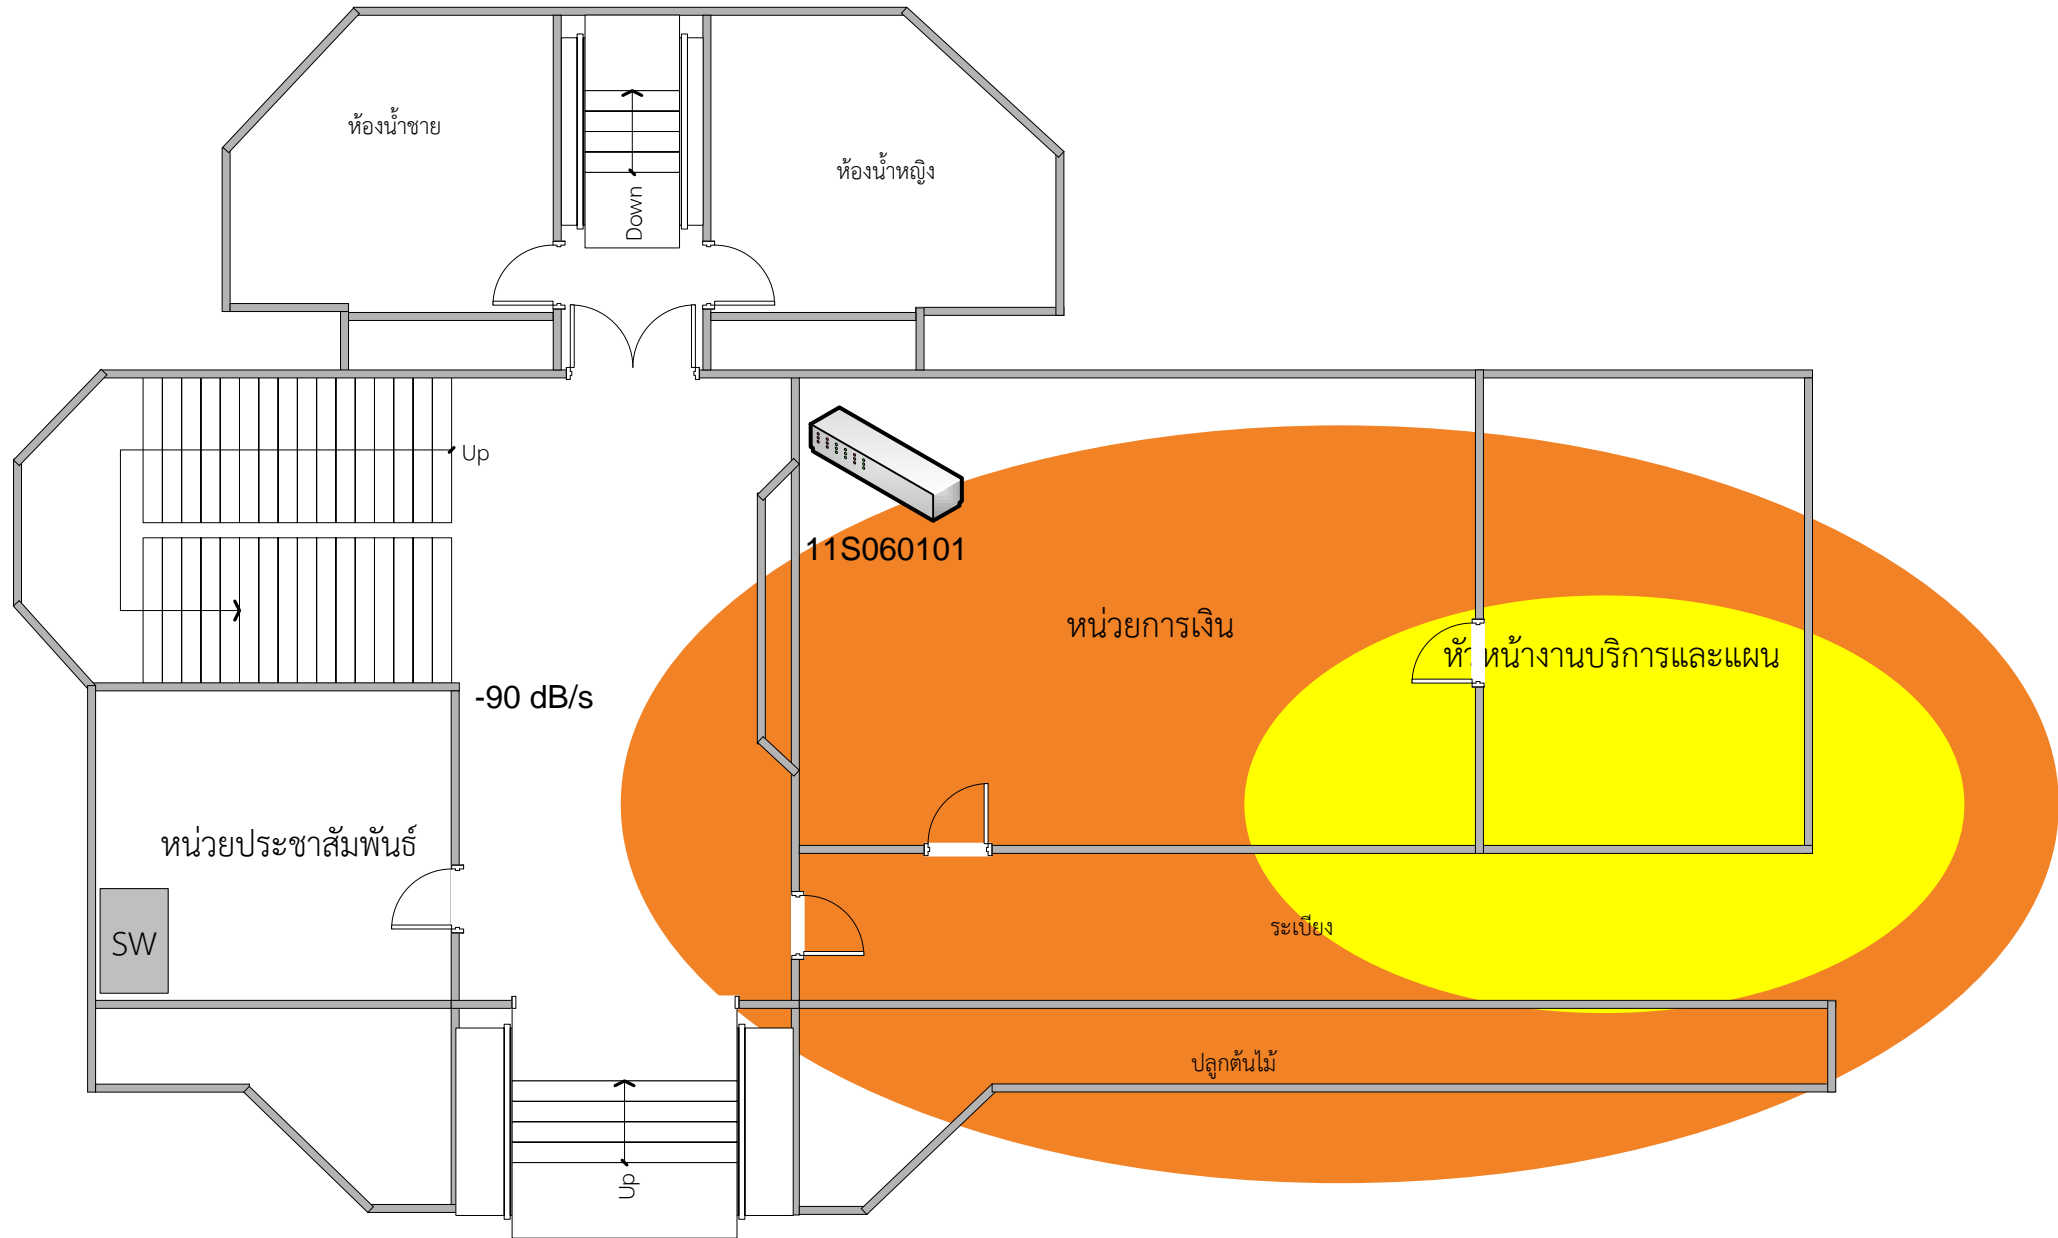 ห้องน้ำชาย
ห้องน้ำหญิง
Down
Up
11S060101
หน่วยการเงิน
หัวหน้างานบริการและแผน
-90 dB/s
หน่วยประชาสัมพันธ์
ระเบียง
SW
ปลูกต้นไม้
Up